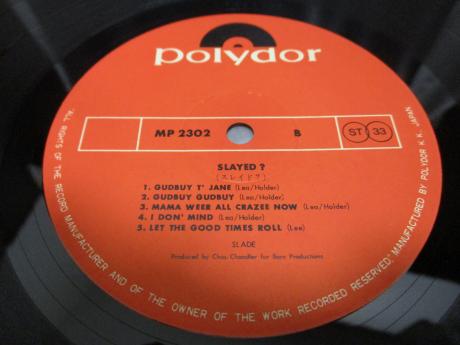 polydor
MP 2302 B ST 33
SLAYED ?
(スレイド?)
1. GUDBUY T' JANE (Lea/Holder)
2. GUDBUY GUDBUY (Lea/Holder)
3. MAMA WEER ALL CRAZEE NOW (Lea/Holder)
4. I DON' MIND (Lea/Holder)
5. LET THE GOOD TIMES ROLL (Lee)
SLADE
Produced by Chas. Chandler for Barn Productions
"ALL RIGHTS OF THE RECORD MANUFACTURER AND OF THE OWNER OF THE WORK RECORDED RESERVED" MANUFACTURED BY POLYDOR K.K. JAPAN